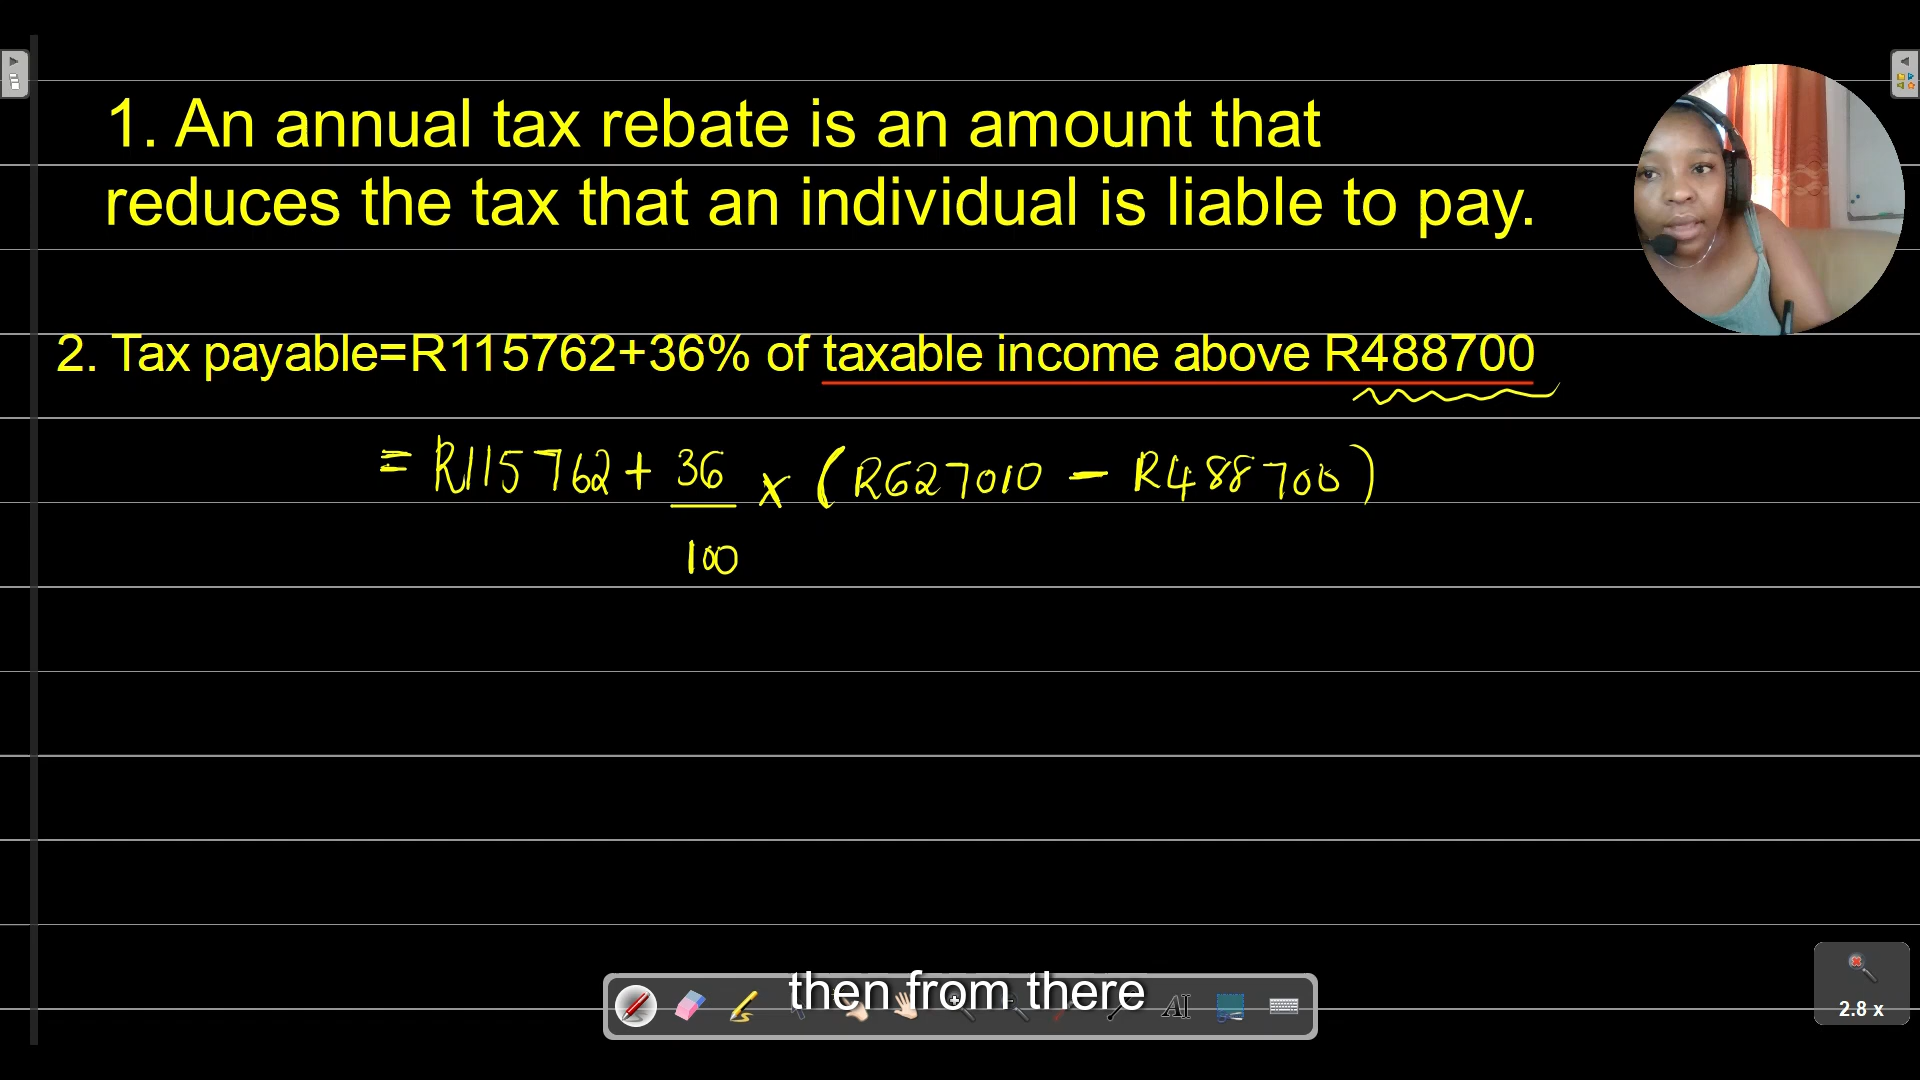 1. An annual tax rebate is an amount that
reduces the tax that an individual is liable to pay.
2. Tax payable=R115762+36% of taxable income above R488700
= R115762 + 36/100 x (R627010 - R488700)
then from there
AI
2.8 x